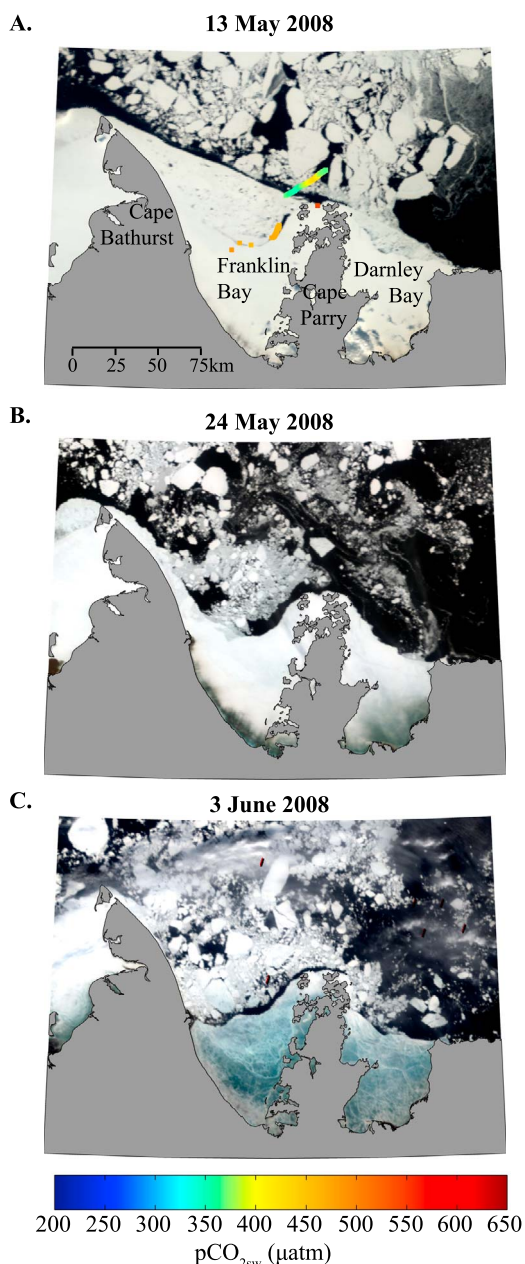 A.
13 May 2008
Cape
Bathurst
Franklin
Bay
Darnley
Bay
Cape
Parry
0 25 50 75km
B.
24 May 2008
C.
3 June 2008
200 250 300 350 400 450 500 550 600 650
pCO2sw (µatm)